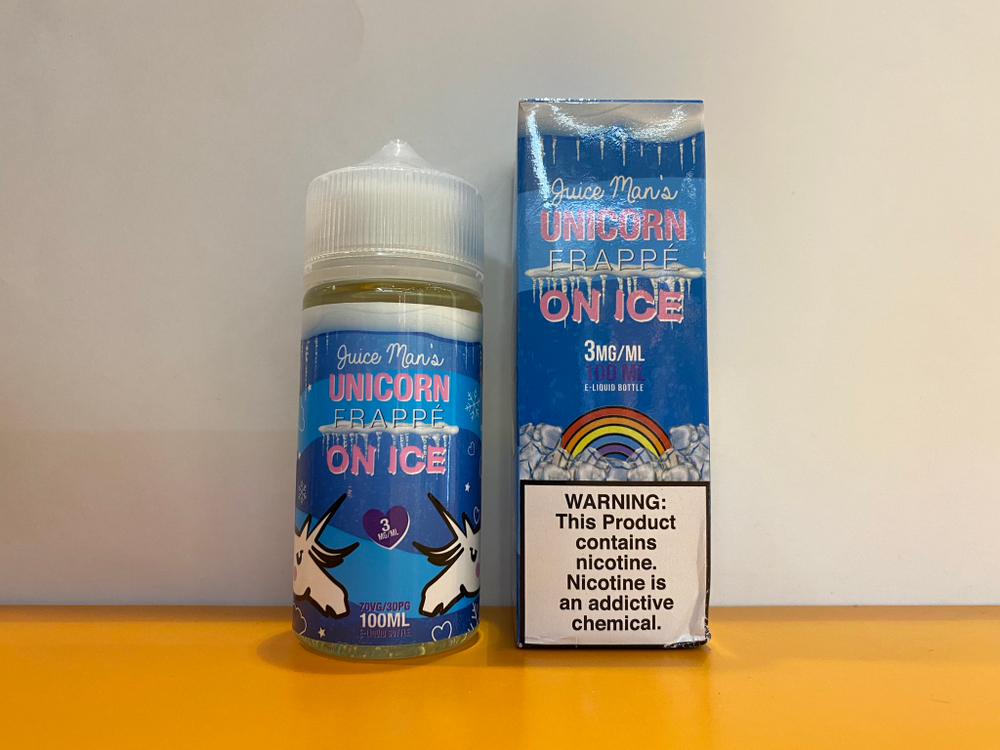 Juice Man's
UNICORN
FRAPPÉ
ON ICE
3
MG/ML
70VG/30PG
100ML
E-LIQUID BOTTLE
Juice Man's
UNICORN
FRAPPÉ
ON ICE
3MG/ML
100 ML
E-LIQUID BOTTLE
WARNING:
This Product
contains
nicotine.
Nicotine is
an addictive
chemical.